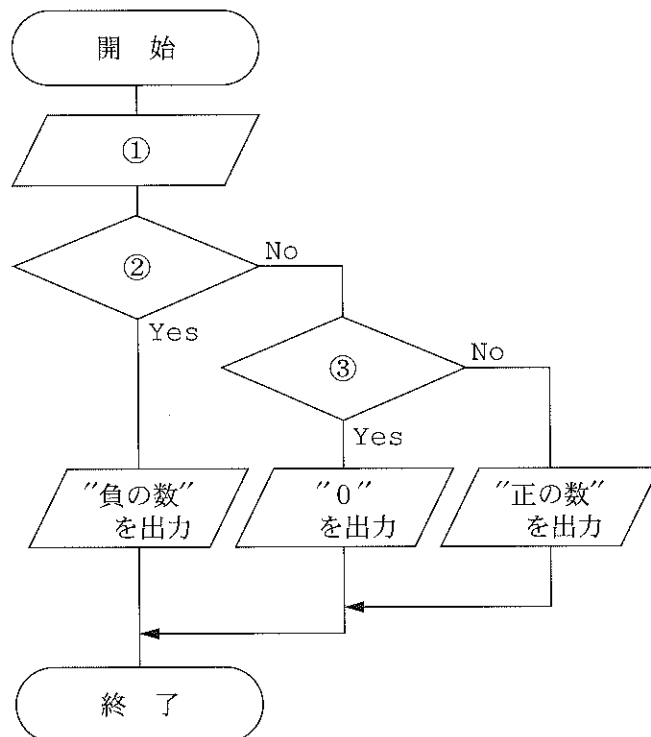 開 始
①
②
No
Yes
③
No
Yes
"負の数"
を出力
"0"
を出力
"正の数"
を出力
終 了